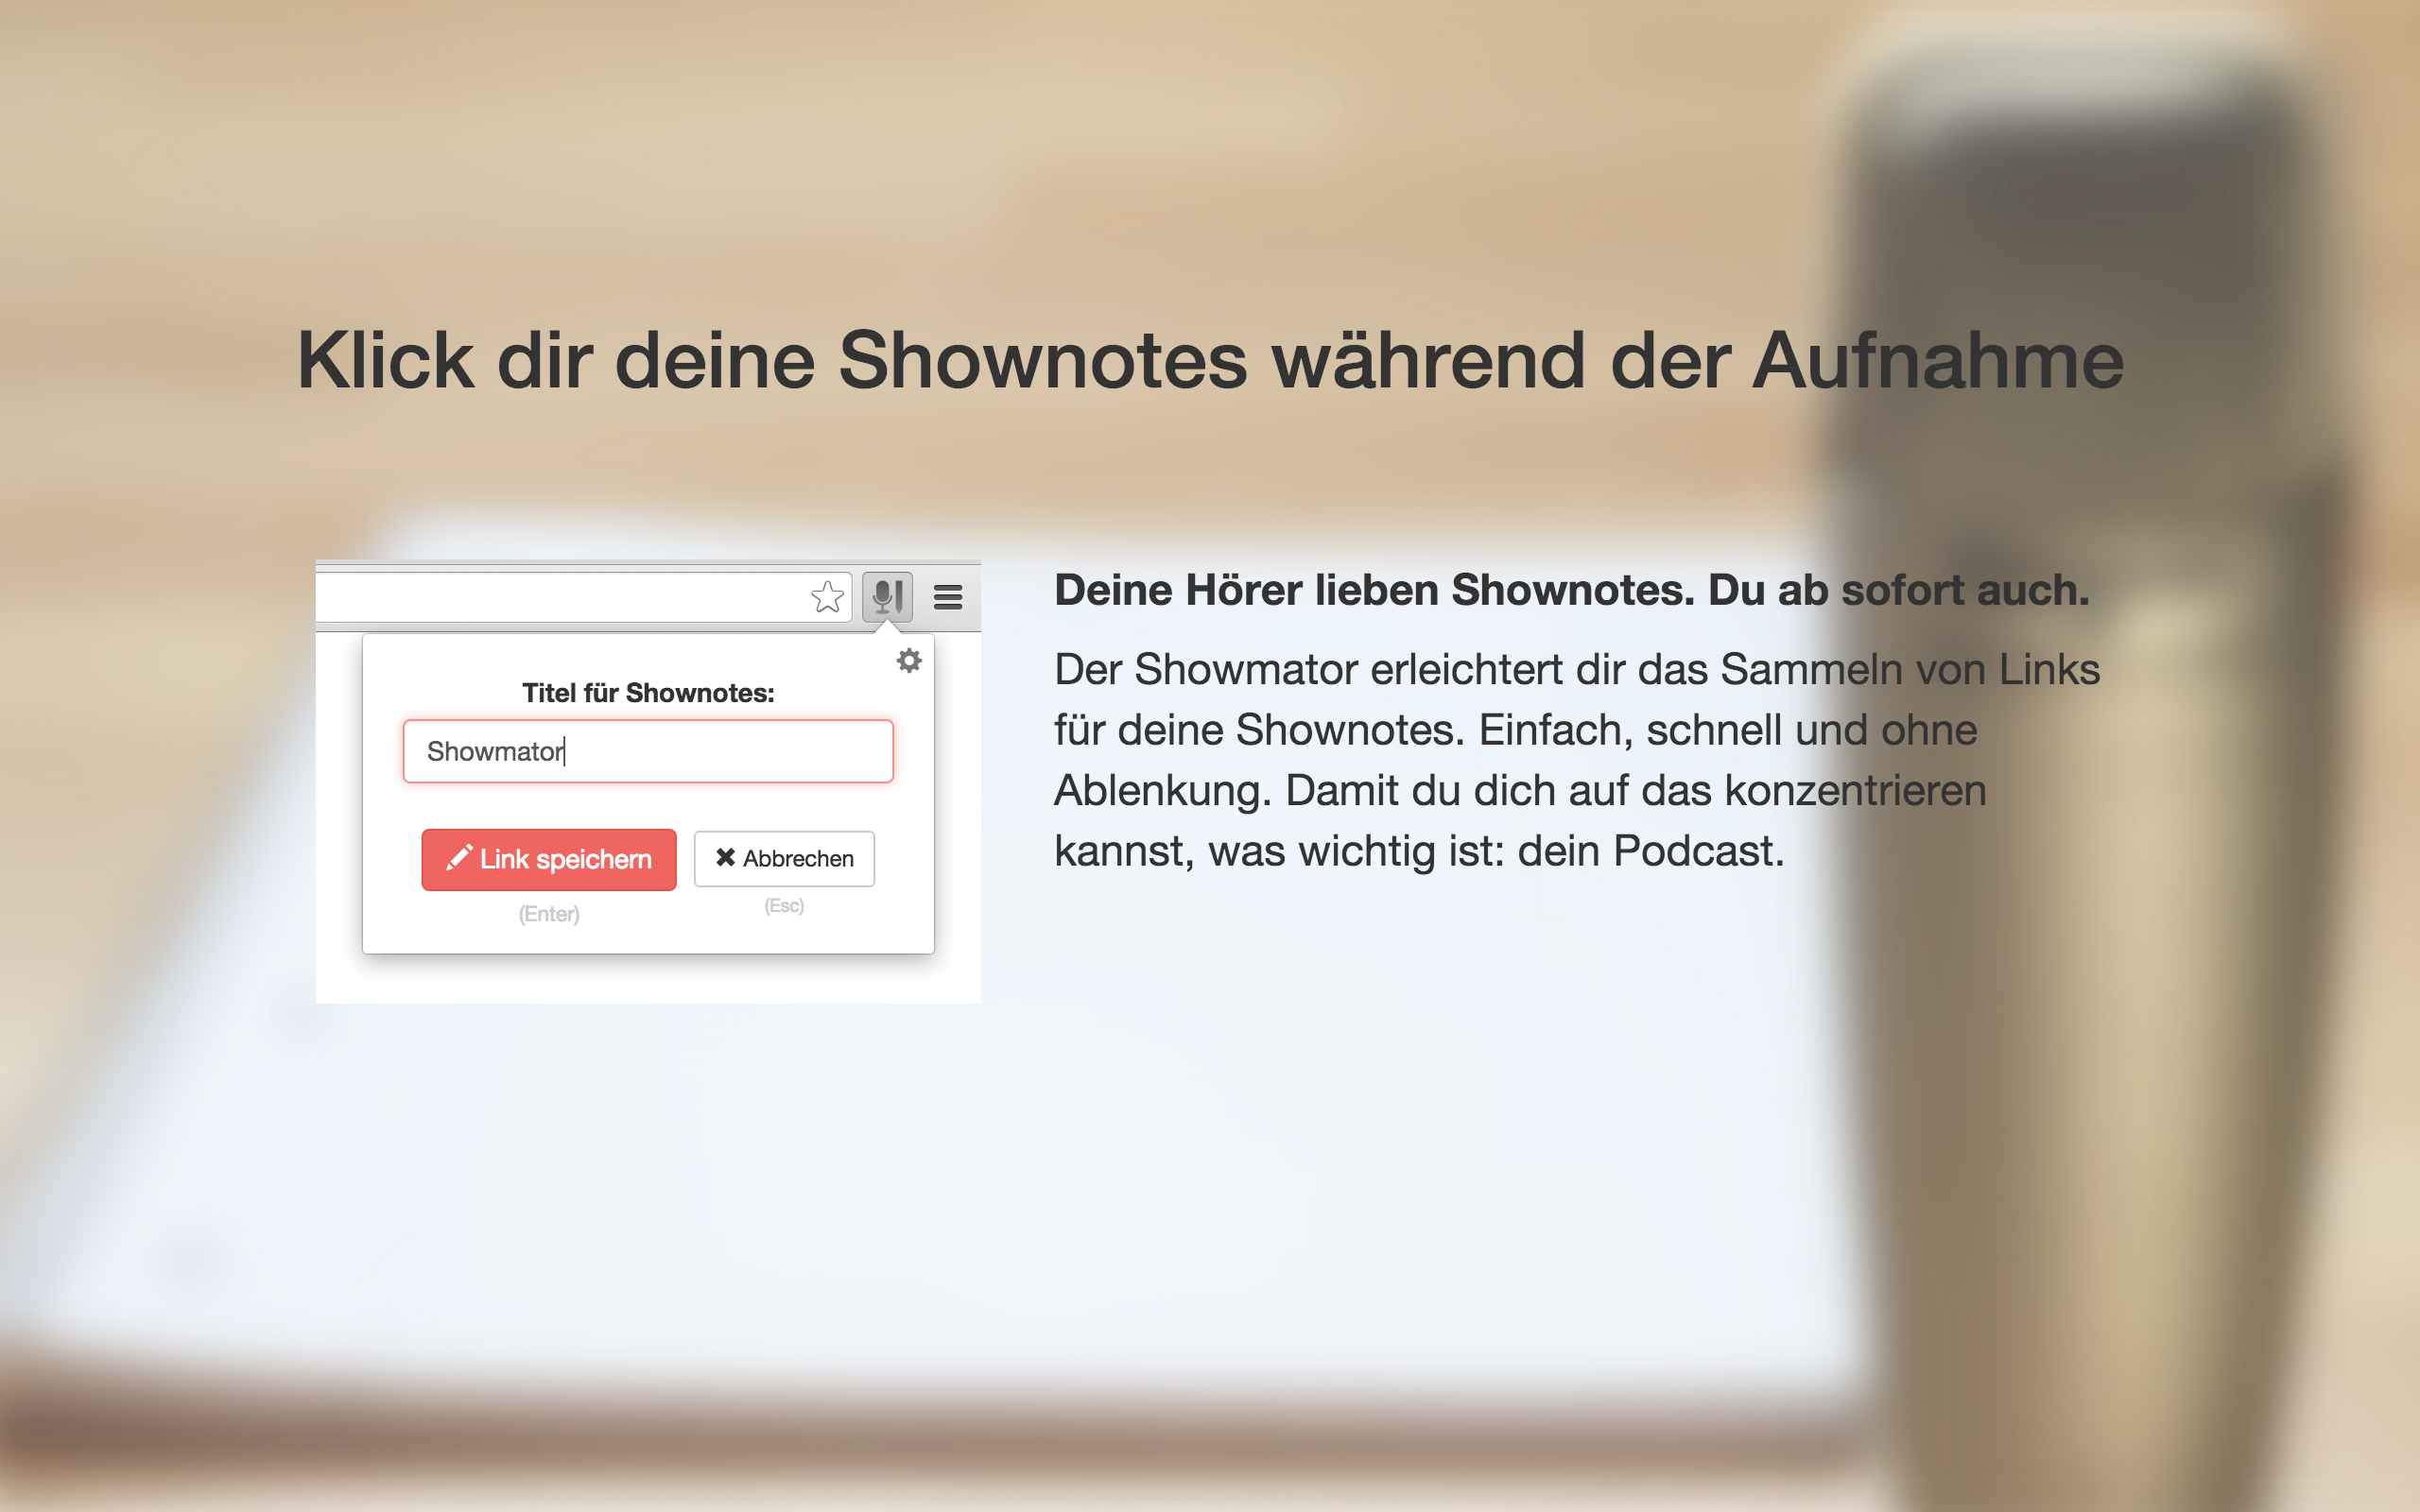 Klick dir deine Shownotes während der Aufnahme
Titel für Shownotes:
Showmator
Link speichern
Abbrechen
(Enter)
(Esc)
Deine Hörer lieben Shownotes. Du ab sofort auch.
Der Showmator erleichtert dir das Sammeln von Links
für deine Shownotes. Einfach, schnell und ohne
Ablenkung. Damit du dich auf das konzentrieren
kannst, was wichtig ist: dein Podcast.